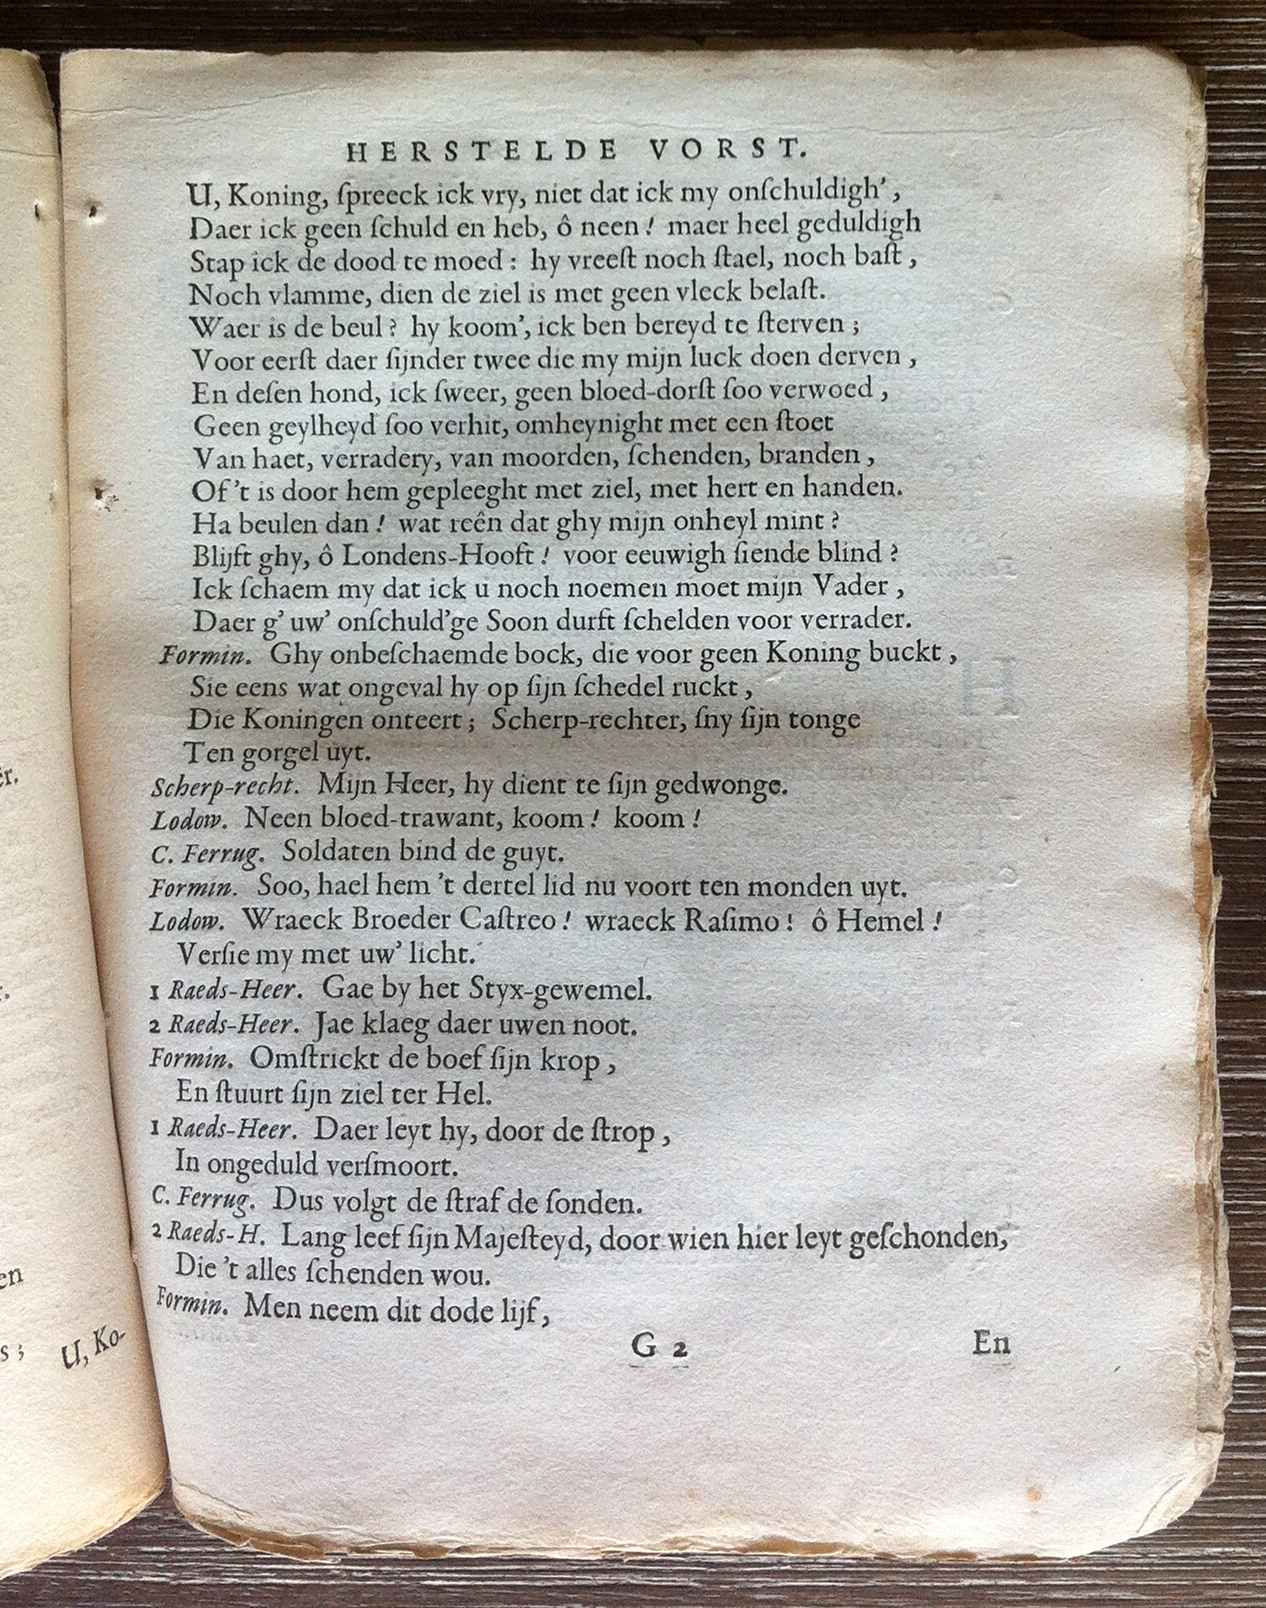 HERSTELDE VORST.
U, Koning, ſpreeck ick vry, niet dat ick my onſchuldigh',
Daer ick geen ſchuld en heb, ô neen! maer heel geduldigh
Stap ick de dood te moed: hy vreeſt noch ſtael, noch baſt,
Noch vlamme, dien de ziel is met geen vleck belaſt.
Waer is de beul? hy koom', ick ben bereyd te ſterven;
Voor eerſt daer ſijnder twee die my mijn luck doen derven,
En deſen hond, ick ſweer, geen bloed-dorſt ſoo verwoed,
Geen geylheyd ſoo verhit, omheynight met een ſtoet
Van haet, verradery, van moorden, ſchenden, branden,
Of 't is door hem gepleeght met ziel, met hert en handen.
Ha beulen dan! wat reên dat ghy mijn onheyl mint?
Blijft ghy, ô Londens-Hooft! voor eeuwigh ſiende blind?
Ick ſchaem my dat ick u noch noemen moet mijn Vader,
Daer g' uw' onſchuld'ge Soon durft ſchelden voor verrader.
Formin. Ghy onbeſchaemde bock, die voor geen Koning buckt,
Sie eens wat ongeval hy op ſijn ſchedel ruckt,
Die Koningen onteert; Scherp-rechter, ſny ſijn tonge
Ten gorgel uyt.
Scherp-recht. Mijn Heer, hy dient te ſijn gedwonge.
Lodow. Neen bloed-trawant, koom! koom!
C. Ferrug. Soldaten bind de guyt.
Formin. Soo, hael hem 't dertel lid nu voort ten monden uyt.
Lodow. Wraeck Broeder Caſtreo! wraeck Raſimo! ô Hemel!
Verſie my met uw' licht.
1 Raeds-Heer. Gae by het Styx-gewemel.
2 Raeds-Heer. Jae klaeg daer uwen noot.
Formin. Omſtrickt de boef ſijn krop,
En ſtuurt ſijn ziel ter Hel.
1 Raeds-Heer. Daer leyt hy, door de ſtrop,
In ongeduld verſmoort.
C. Ferrug. Dus volgt de ſtraf de ſonden.
2 Raeds-H. Lang leef ſijn Majeſteyd, door wien hier leyt geſchonden,
Die 't alles ſchenden wou.
Formin. Men neem dit dode lijf,
G 2 En
U, Ko-